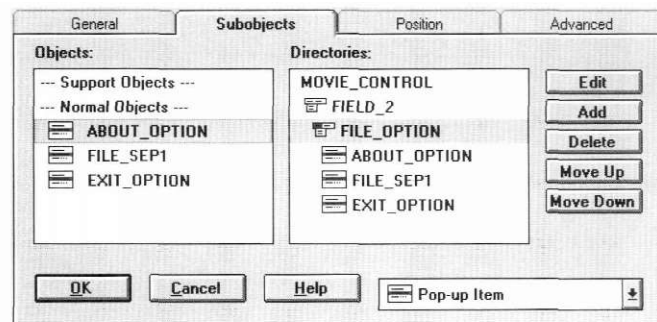 General Subobjects Position Advanced
Objects: Directories:
--- Support Objects ---
--- Normal Objects ---
ABOUT_OPTION
FILE_SEP1
EXIT_OPTION
MOVIE_CONTROL
FIELD_2
FILE_OPTION
ABOUT_OPTION
FILE_SEP1
EXIT_OPTION
Edit
Add
Delete
Move Up
Move Down
OK Cancel Help Pop-up Item